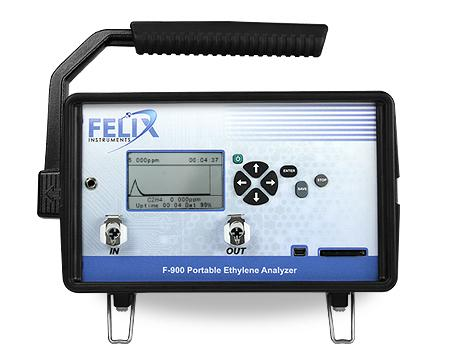 FELIX
INSTRUMENTS
5.000ppm 00:04:37
C2H4 0.000ppm
Uptime 00:04 Bat 99%
ENTER
STOP
SAVE
IN OUT
F-900 Portable Ethylene Analyzer